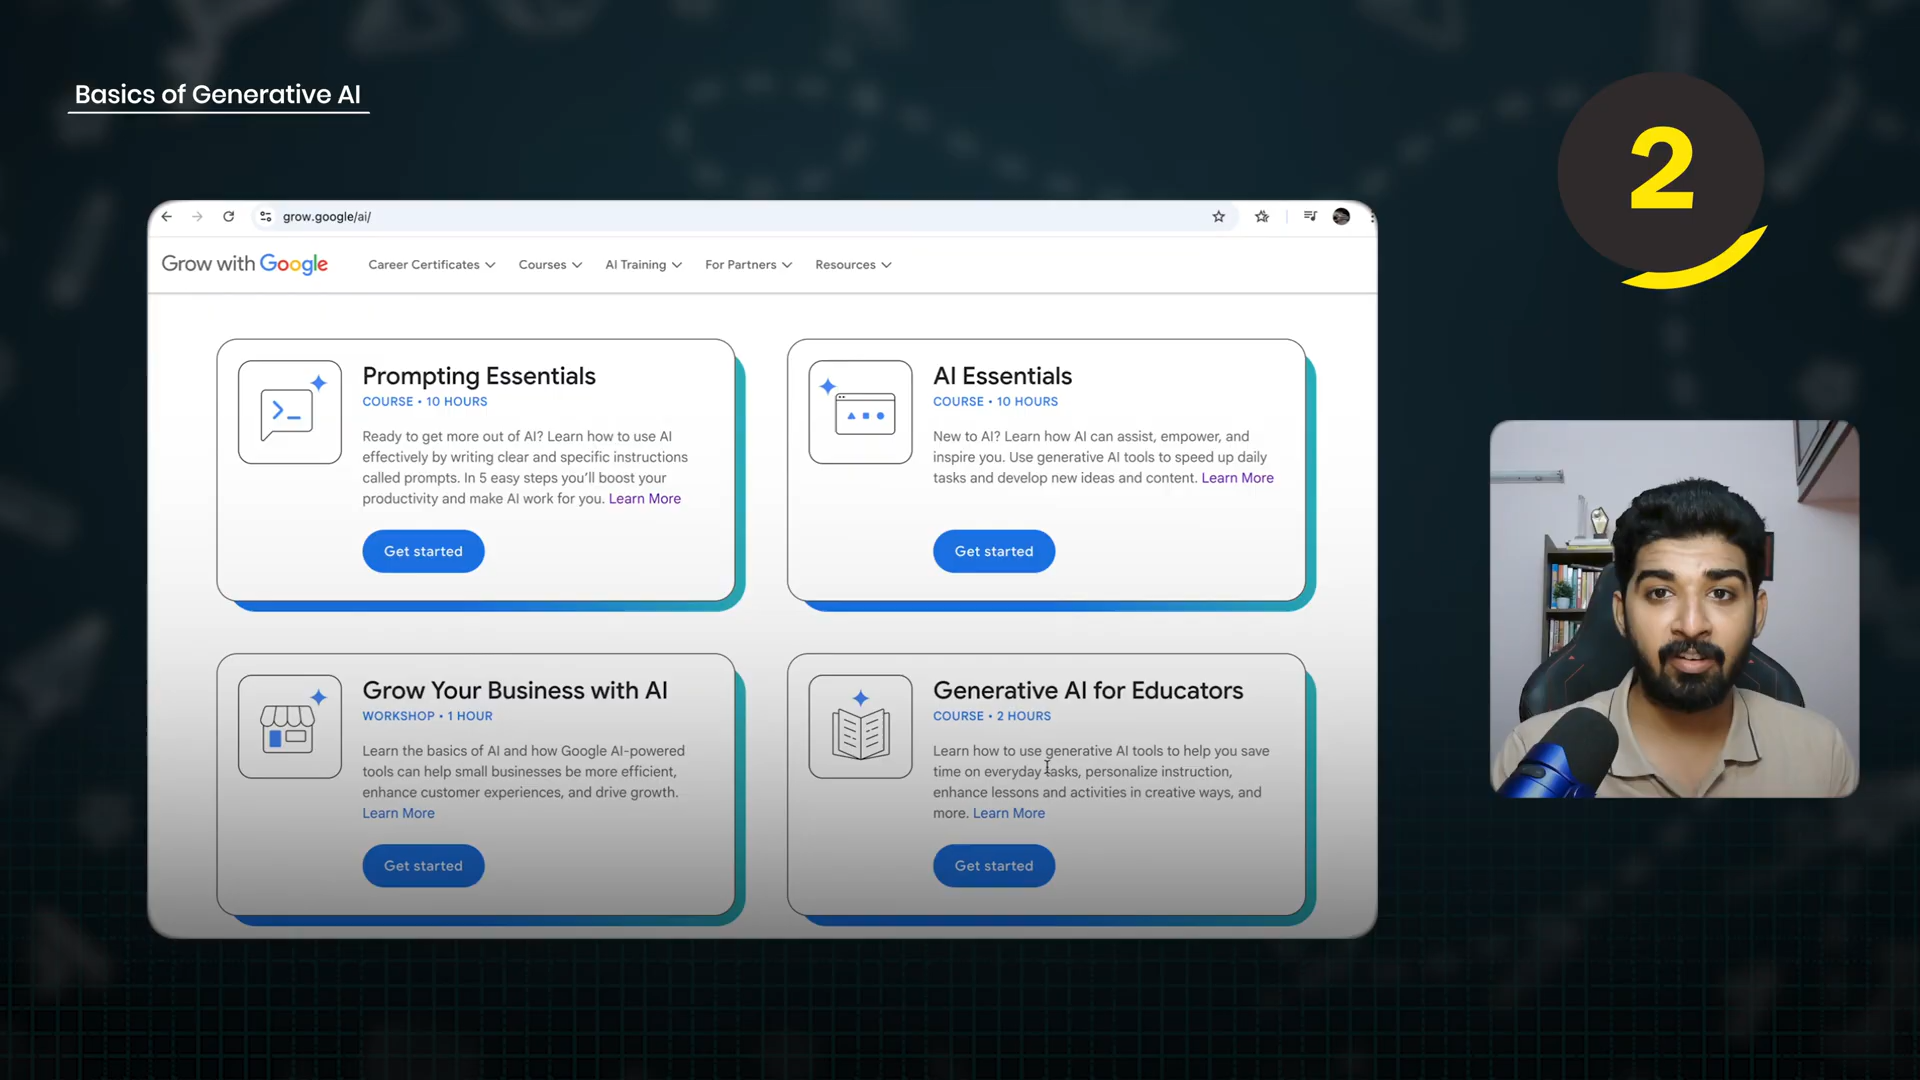 Basics of Generative AI
2
grow.google/ai/
Grow with Google
Career Certificates
Courses
AI Training
For Partners
Resources
Prompting Essentials
COURSE • 10 HOURS
Ready to get more out of AI? Learn how to use AI
effectively by writing clear and specific instructions
called prompts. In 5 easy steps you'll boost your
productivity and make AI work for you. Learn More
Get started
AI Essentials
COURSE • 10 HOURS
New to AI? Learn how AI can assist, empower, and
inspire you. Use generative AI tools to speed up daily
tasks and develop new ideas and content. Learn More
Get started
Grow Your Business with AI
WORKSHOP • 1 HOUR
Learn the basics of AI and how Google AI-powered
tools can help small businesses be more efficient,
enhance customer experiences, and drive growth.
Learn More
Get started
Generative AI for Educators
COURSE • 2 HOURS
Learn how to use generative AI tools to help you save
time on everyday tasks, personalize instruction,
enhance lessons and activities in creative ways, and
more. Learn More
Get started